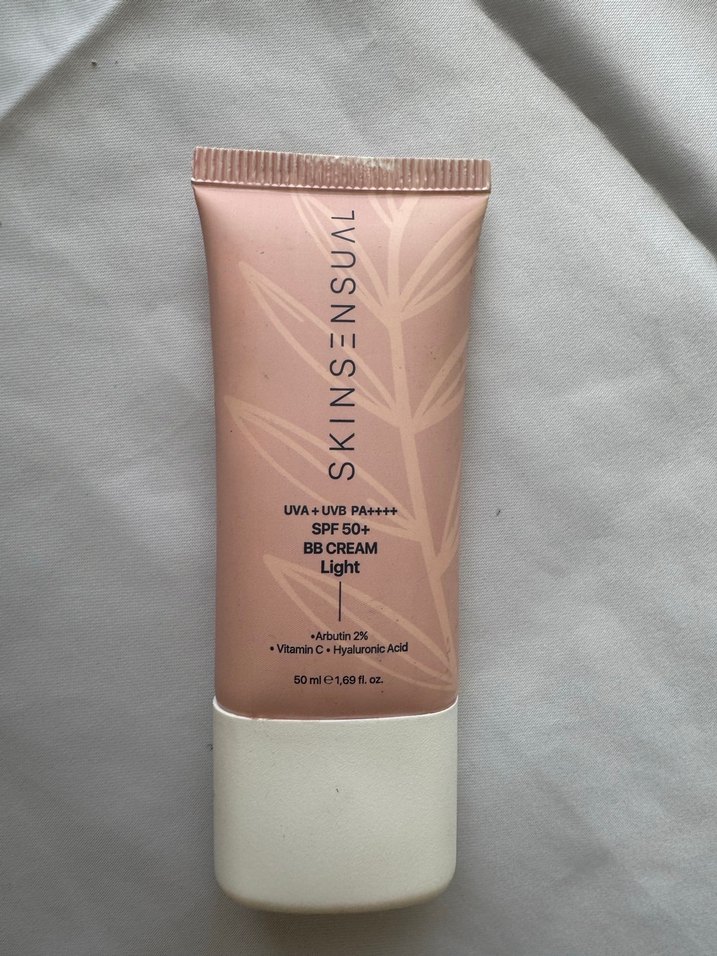 SKINSENSUAL
UVA + UVB PA++++
SPF 50+
BB CREAM
Light
•Arbutin 2%
• Vitamin C • Hyaluronic Acid
50 ml ℮ 1,69 fl. oz.